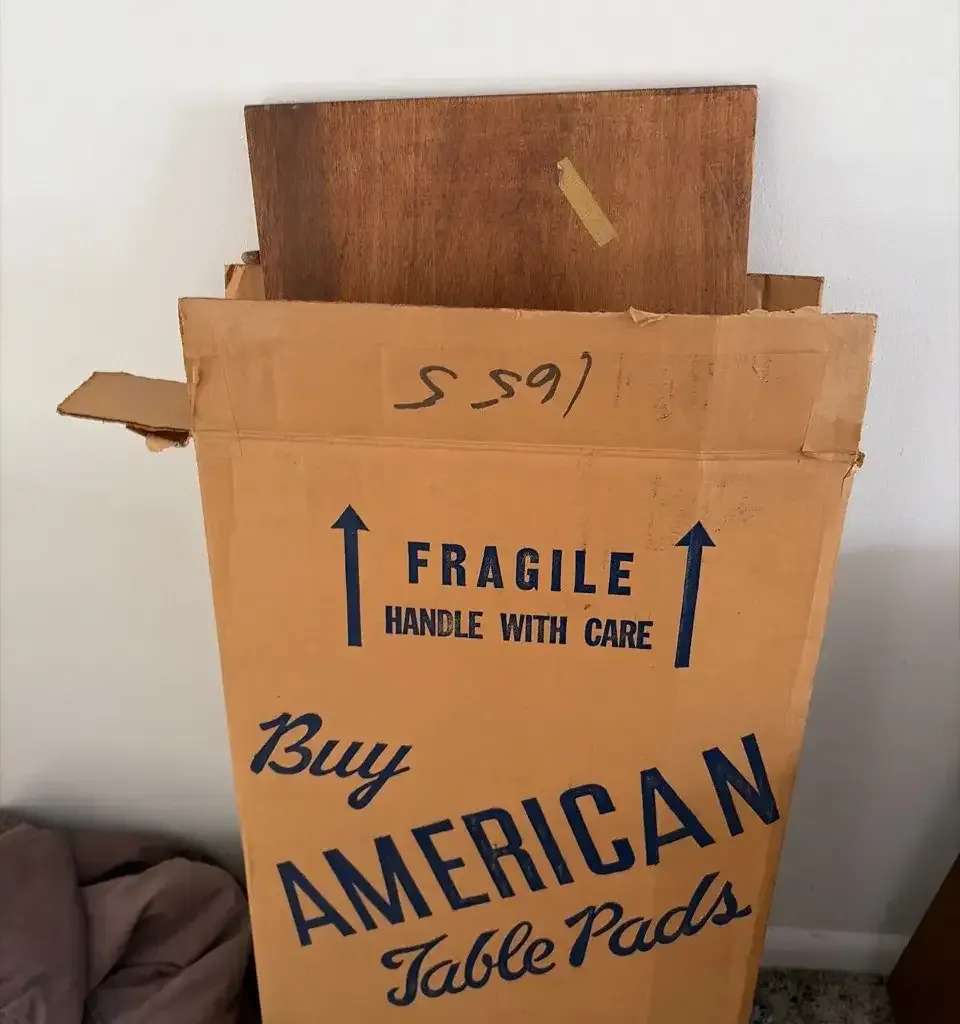 FRAGILE
HANDLE WITH CARE
Buy
AMERICAN
Table Pads